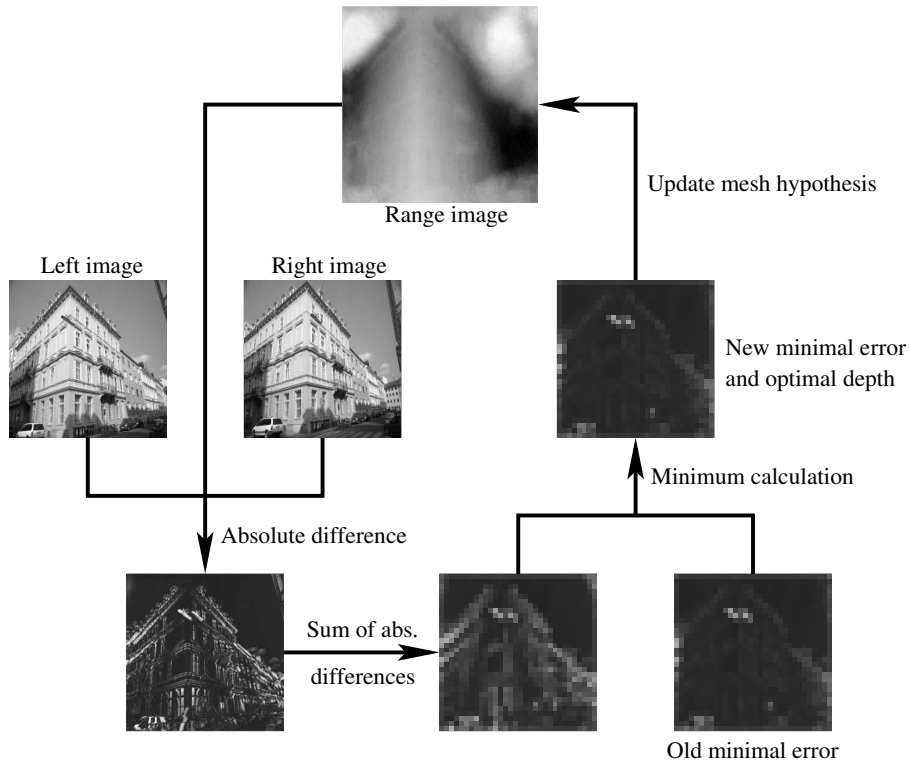 Range image
Update mesh hypothesis
Left image
Right image
New minimal error
and optimal depth
Minimum calculation
Absolute difference
Sum of abs.
differences
Old minimal error